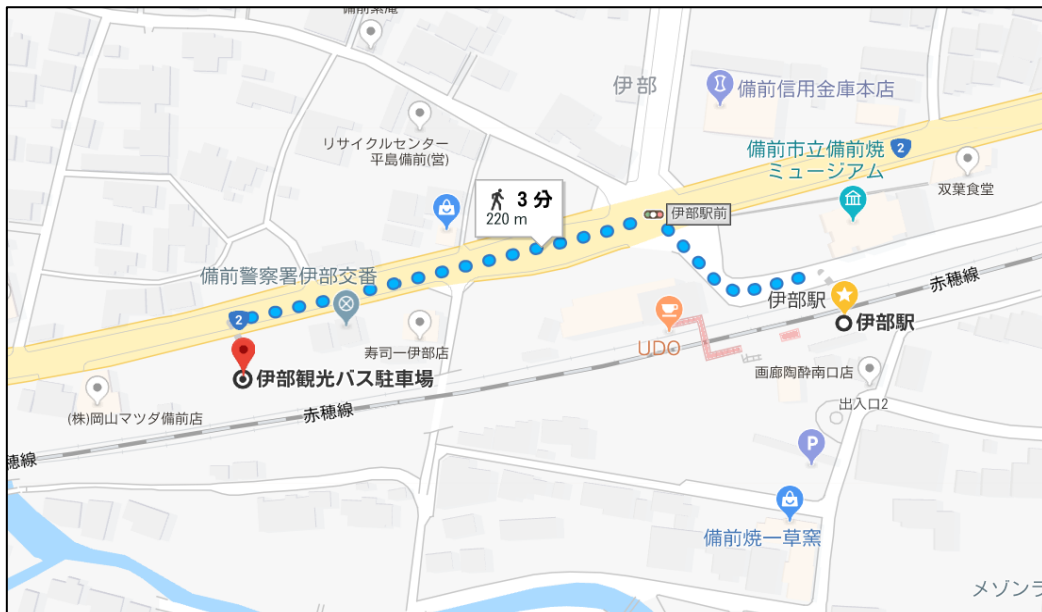 伊部
備前信用金庫本店
リサイクルセンター
平島備前(営)
備前市立備前焼
ミュージアム
2
双葉食堂
3 分
220 m
伊部駅前
備前警察署伊部交番
伊部駅
赤穂線
伊部駅
2
UDO
寿司一伊部店
伊部観光バス駐車場
画廊陶酔南口店
(株)岡山マツダ備前店
赤穂線
出入口2
P
穂線
備前焼一草窯
メゾンラ